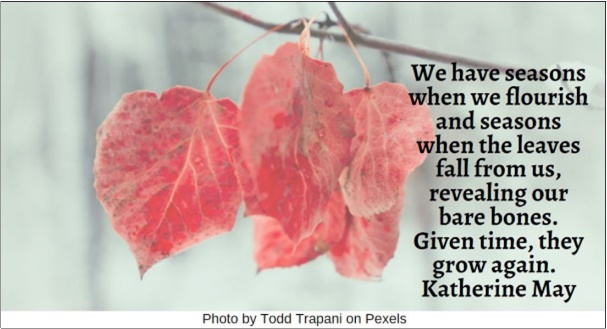 We have seasons
when we flourish
and seasons
when the leaves
fall from us,
revealing our
bare bones.
Given time, they
grow again.
Katherine May
Photo by Todd Trapani on Pexels